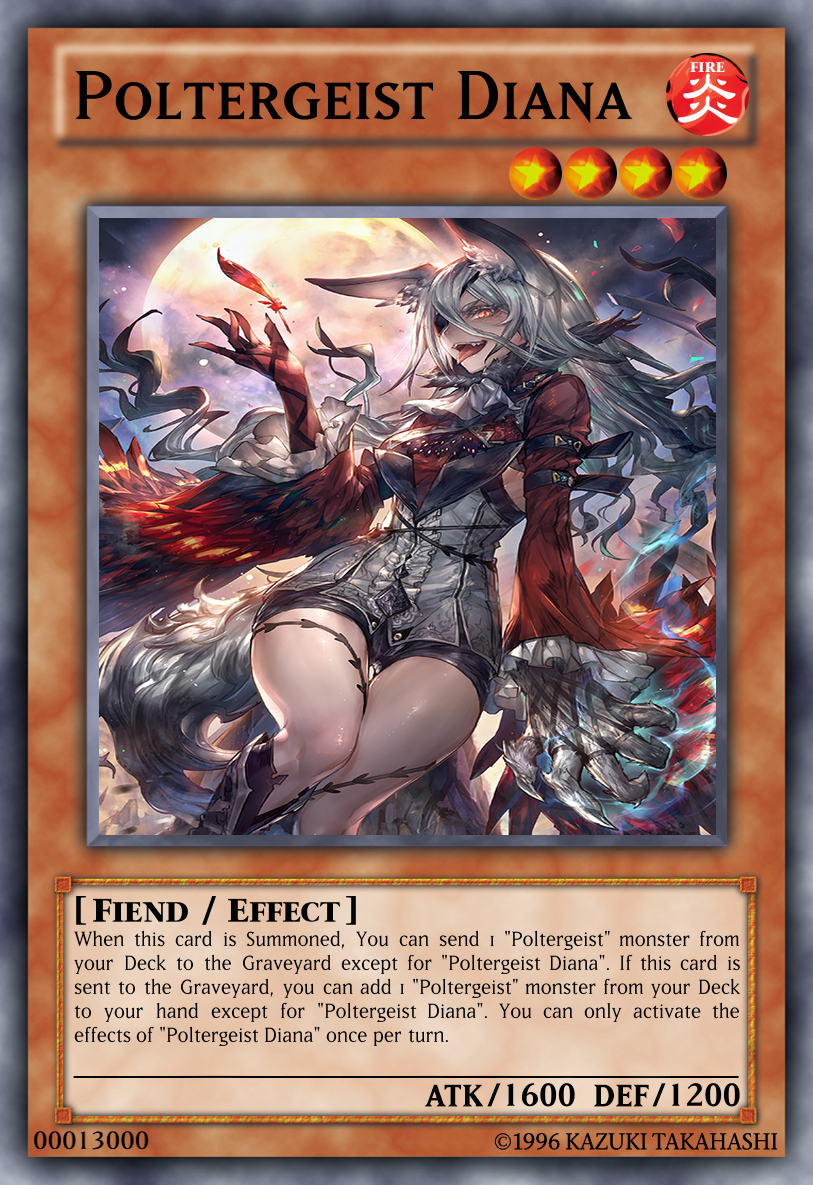 Poltergeist Diana
FIRE
炎
[ Fiend / Effect ]
When this card is Summoned, You can send 1 "Poltergeist" monster from
your Deck to the Graveyard except for "Poltergeist Diana". If this card is
sent to the Graveyard, you can add 1 "Poltergeist" monster from your Deck
to your hand except for "Poltergeist Diana". You can only activate the
effects of "Poltergeist Diana" once per turn.
ATK/1600 DEF/1200
00013000 ©1996 KAZUKI TAKAHASHI